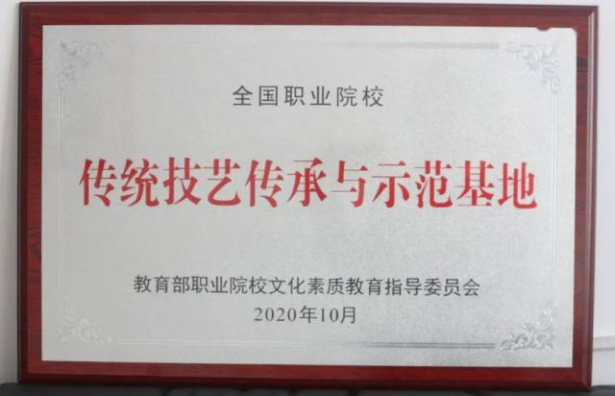 全国职业院校
传统技艺传承与示范基地
教育部职业院校文化素质教育指导委员会
2020年10月